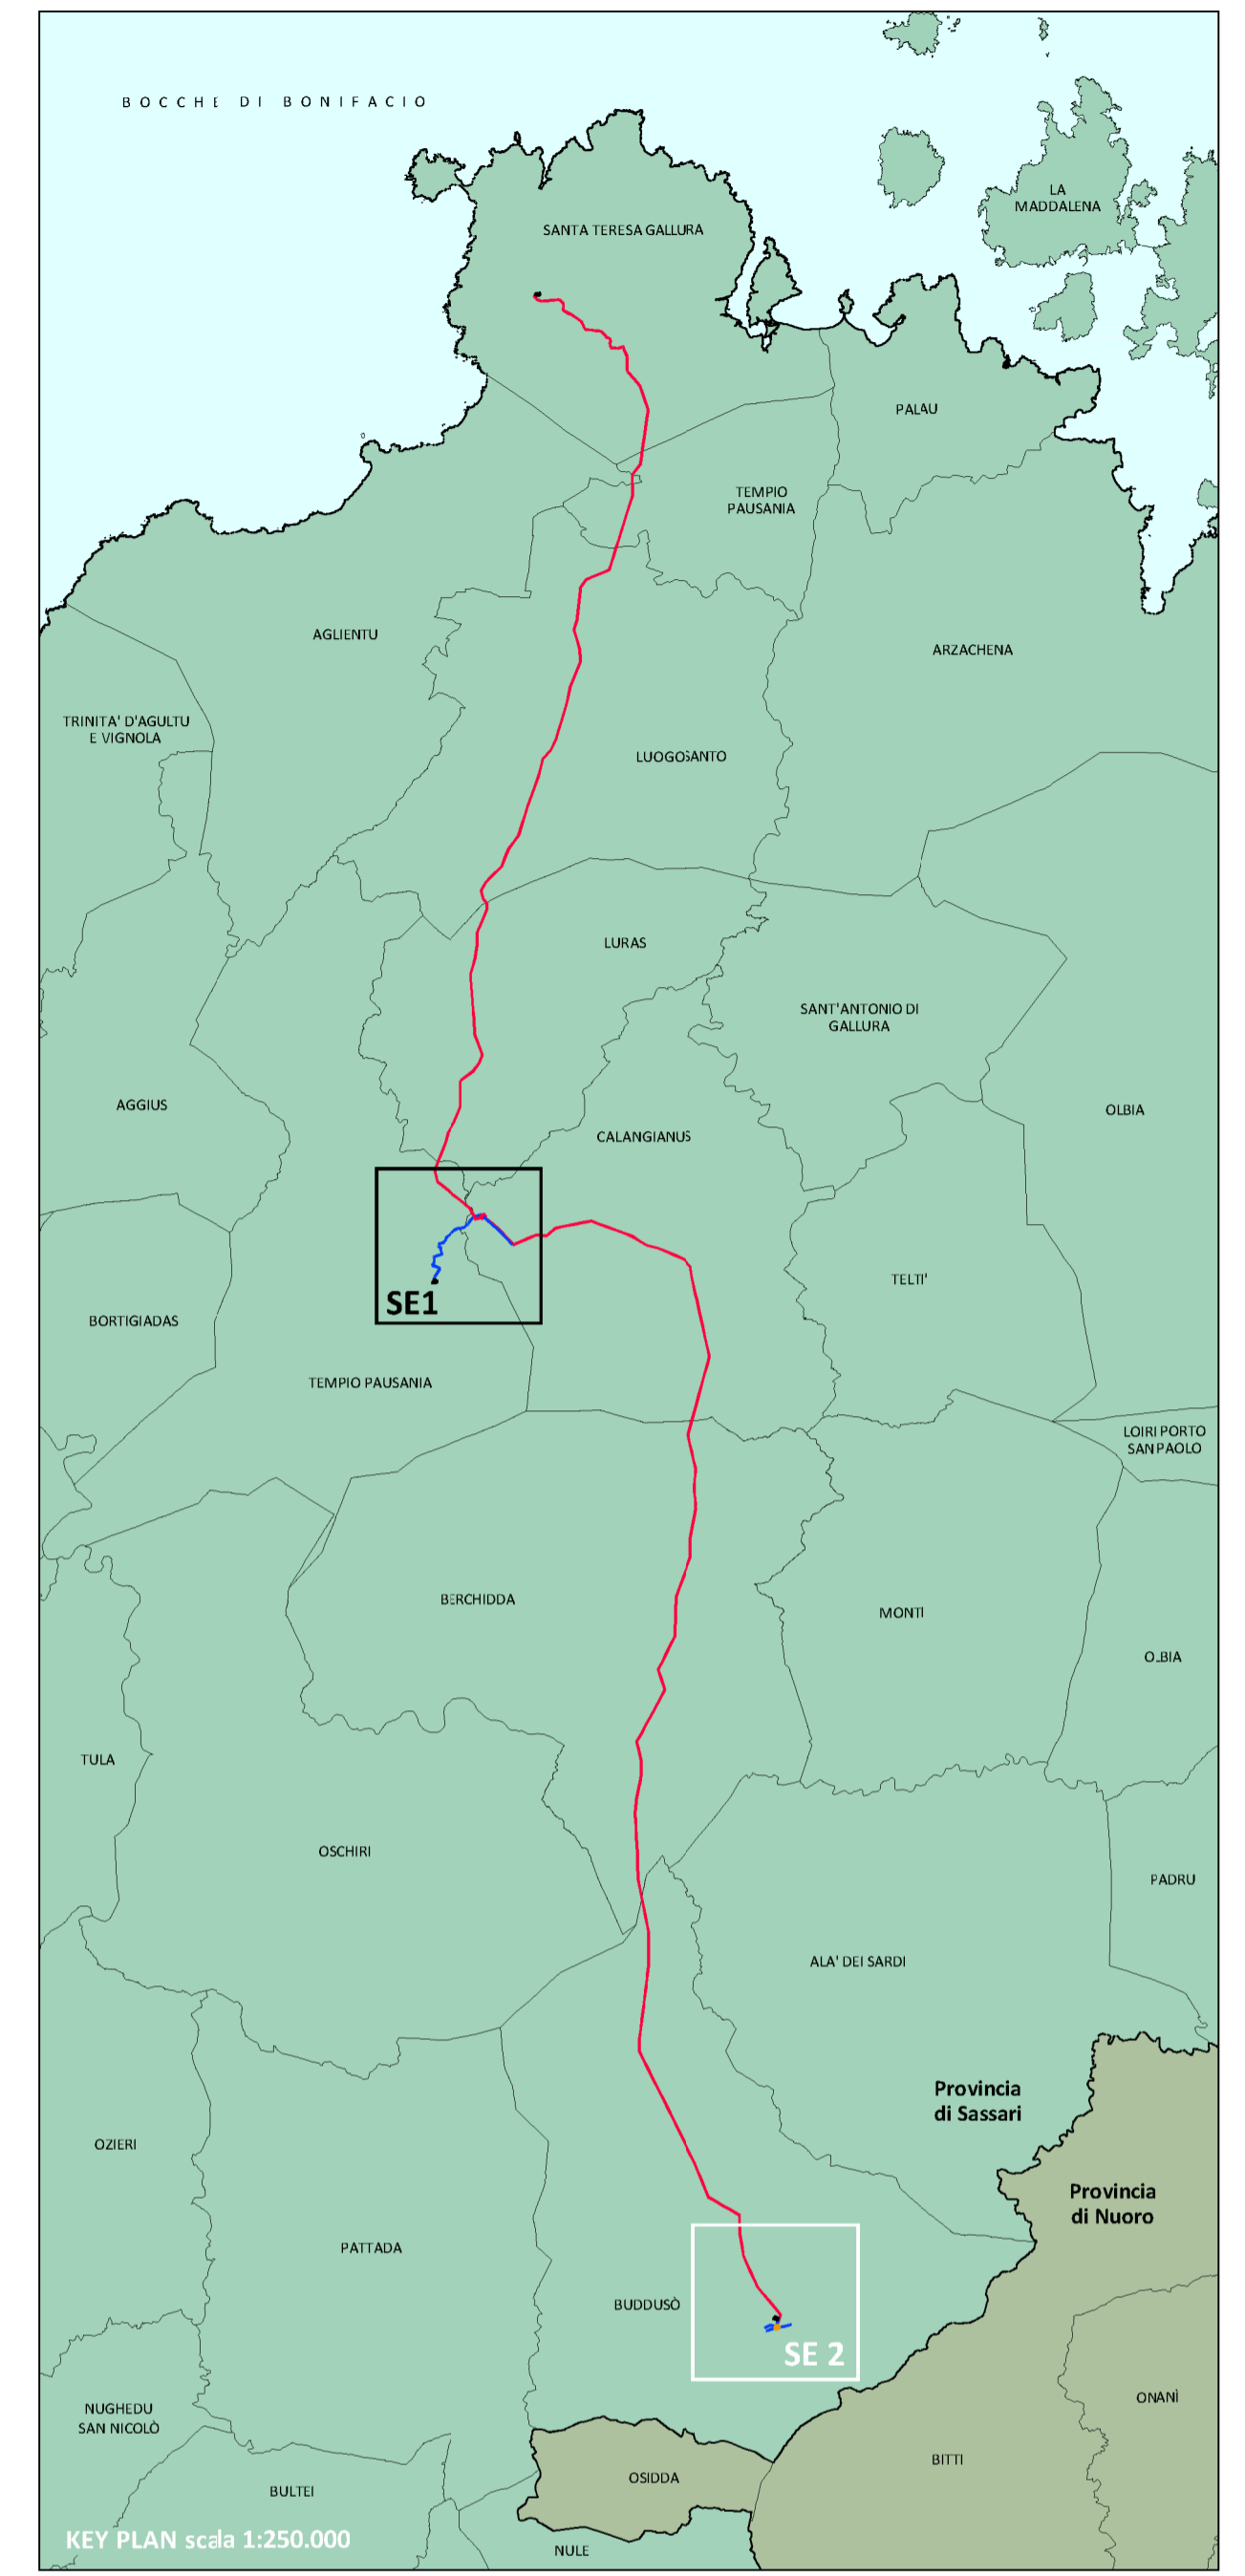 BOCCHE DI BONIFACIO
LA
MADDALENA
SANTA TERESA GALLURA
PALAU
TEMPIO
PAUSANIA
AGLIENTU
ARZACHENA
TRINITA' D'AGULTU
E VIGNOLA
LUOGOSANTO
LURAS
SANT'ANTONIO DI
GALLURA
AGGIUS
OLBIA
CALANGIANUS
TELTI'
SE1
BORTIGIADAS
TEMPIO PAUSANIA
LOIRI PORTO
SAN PAOLO
BERCHIDDA
MONTI
OLBIA
TULA
OSCHIRI
PADRU
ALA' DEI SARDI
Provincia
di Sassari
OZIERI
Provincia
di Nuoro
PATTADA
BUDDUSÒ
SE 2
ONANÌ
NUGHEDU
SAN NICOLÒ
BITTI
OSIDDA
BULTEI
KEY PLAN scala 1:250.000
NULE